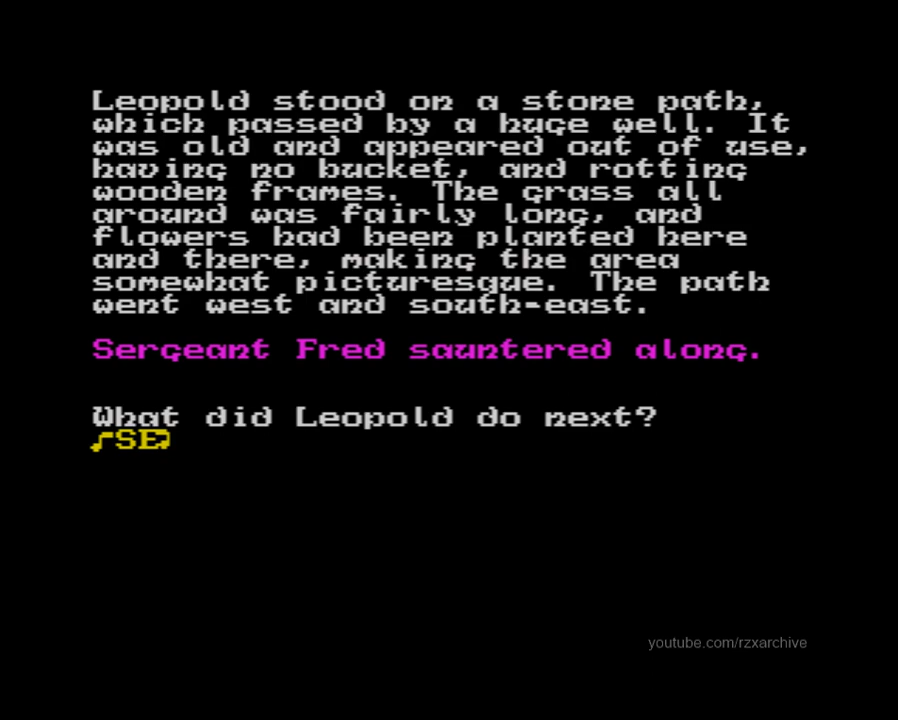 Leopold stood on a stone path,
which passed by a huge well. It
was old and appeared out of use,
having no bucket, and rotting
wooden frames. The grass all
around was fairly long, and
flowers had been planted here
and there, making the area
somewhat picturesque. The path
went west and south-east.
Sergeant Fred sauntered along.
What did Leopold do next?
SE
youtube.com/rzxarchive